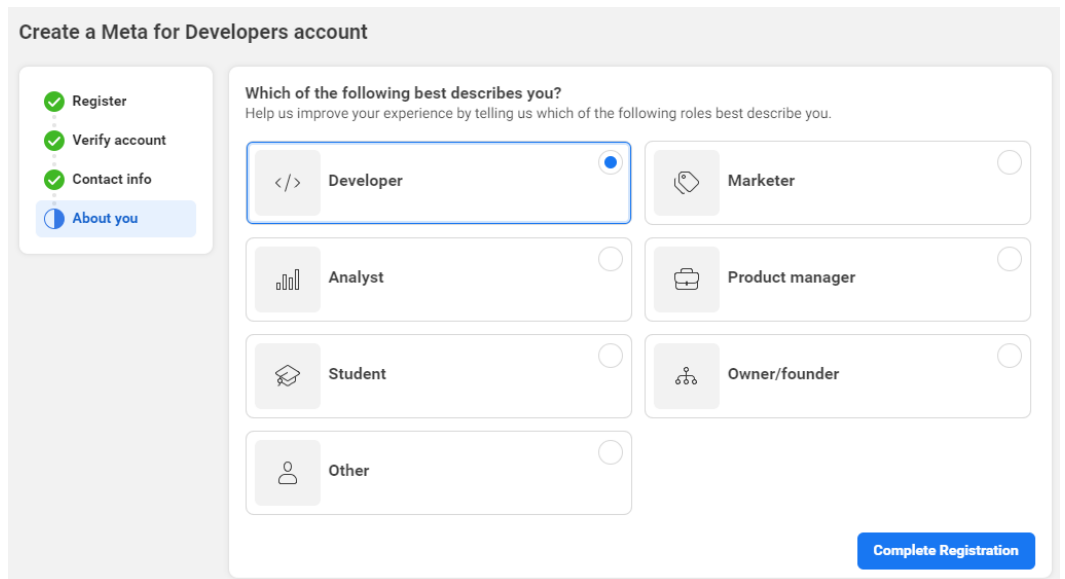 Create a Meta for Developers account
Register
Verify account
Contact info
About you
Which of the following best describes you?
Help us improve your experience by telling us which of the following roles best describe you.
</>
Developer
Marketer
Analyst
Product manager
Student
Owner/founder
Other
Complete Registration